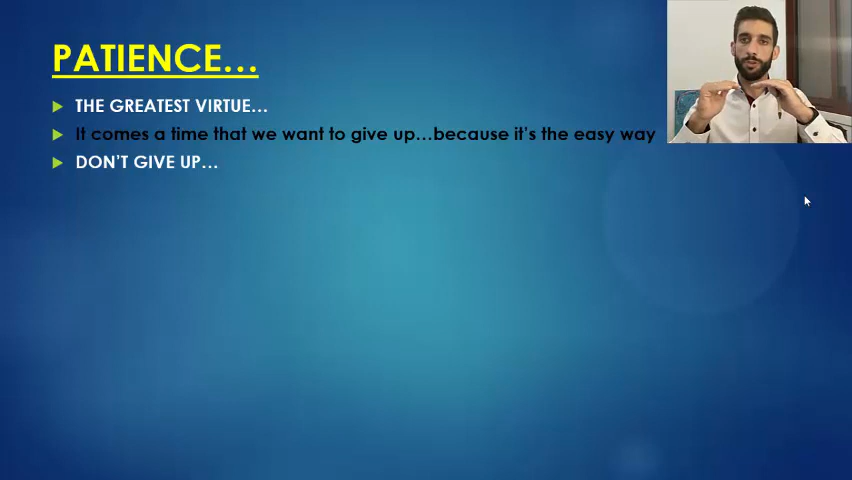 PATIENCE…
THE GREATEST VIRTUE…
It comes a time that we want to give up…because it's the easy way
DON'T GIVE UP…